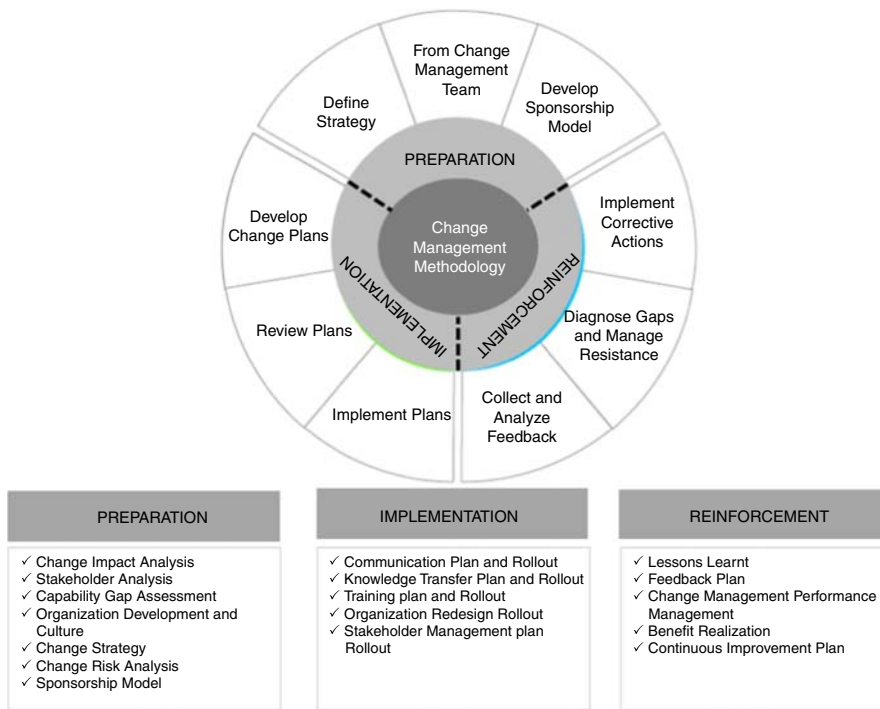 From Change
Management
Team
Define
Strategy
Develop
Sponsorship
Model
PREPARATION
Develop
Change Plans
Change
Management
Methodology
Implement
Corrective
Actions
IMPLEMENTATION
REINFORCEMENT
Review Plans
Diagnose Gaps
and Manage
Resistance
Implement Plans
Collect and
Analyze
Feedback
PREPARATION
✓ Change Impact Analysis
✓ Stakeholder Analysis
✓ Capability Gap Assessment
✓ Organization Development and
Culture
✓ Change Strategy
✓ Change Risk Analysis
✓ Sponsorship Model
IMPLEMENTATION
✓ Communication Plan and Rollout
✓ Knowledge Transfer Plan and Rollout
✓ Training plan and Rollout
✓ Organization Redesign Rollout
✓ Stakeholder Management plan
Rollout
REINFORCEMENT
✓ Lessons Learnt
✓ Feedback Plan
✓ Change Management Performance
Management
✓ Benefit Realization
✓ Continuous Improvement Plan